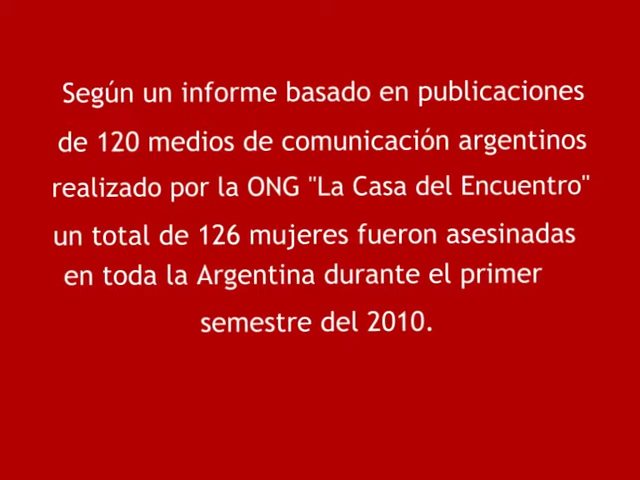 Según un informe basado en publicaciones
de 120 medios de comunicación argentinos
realizado por la ONG "La Casa del Encuentro"
un total de 126 mujeres fueron asesinadas
en toda la Argentina durante el primer
semestre del 2010.